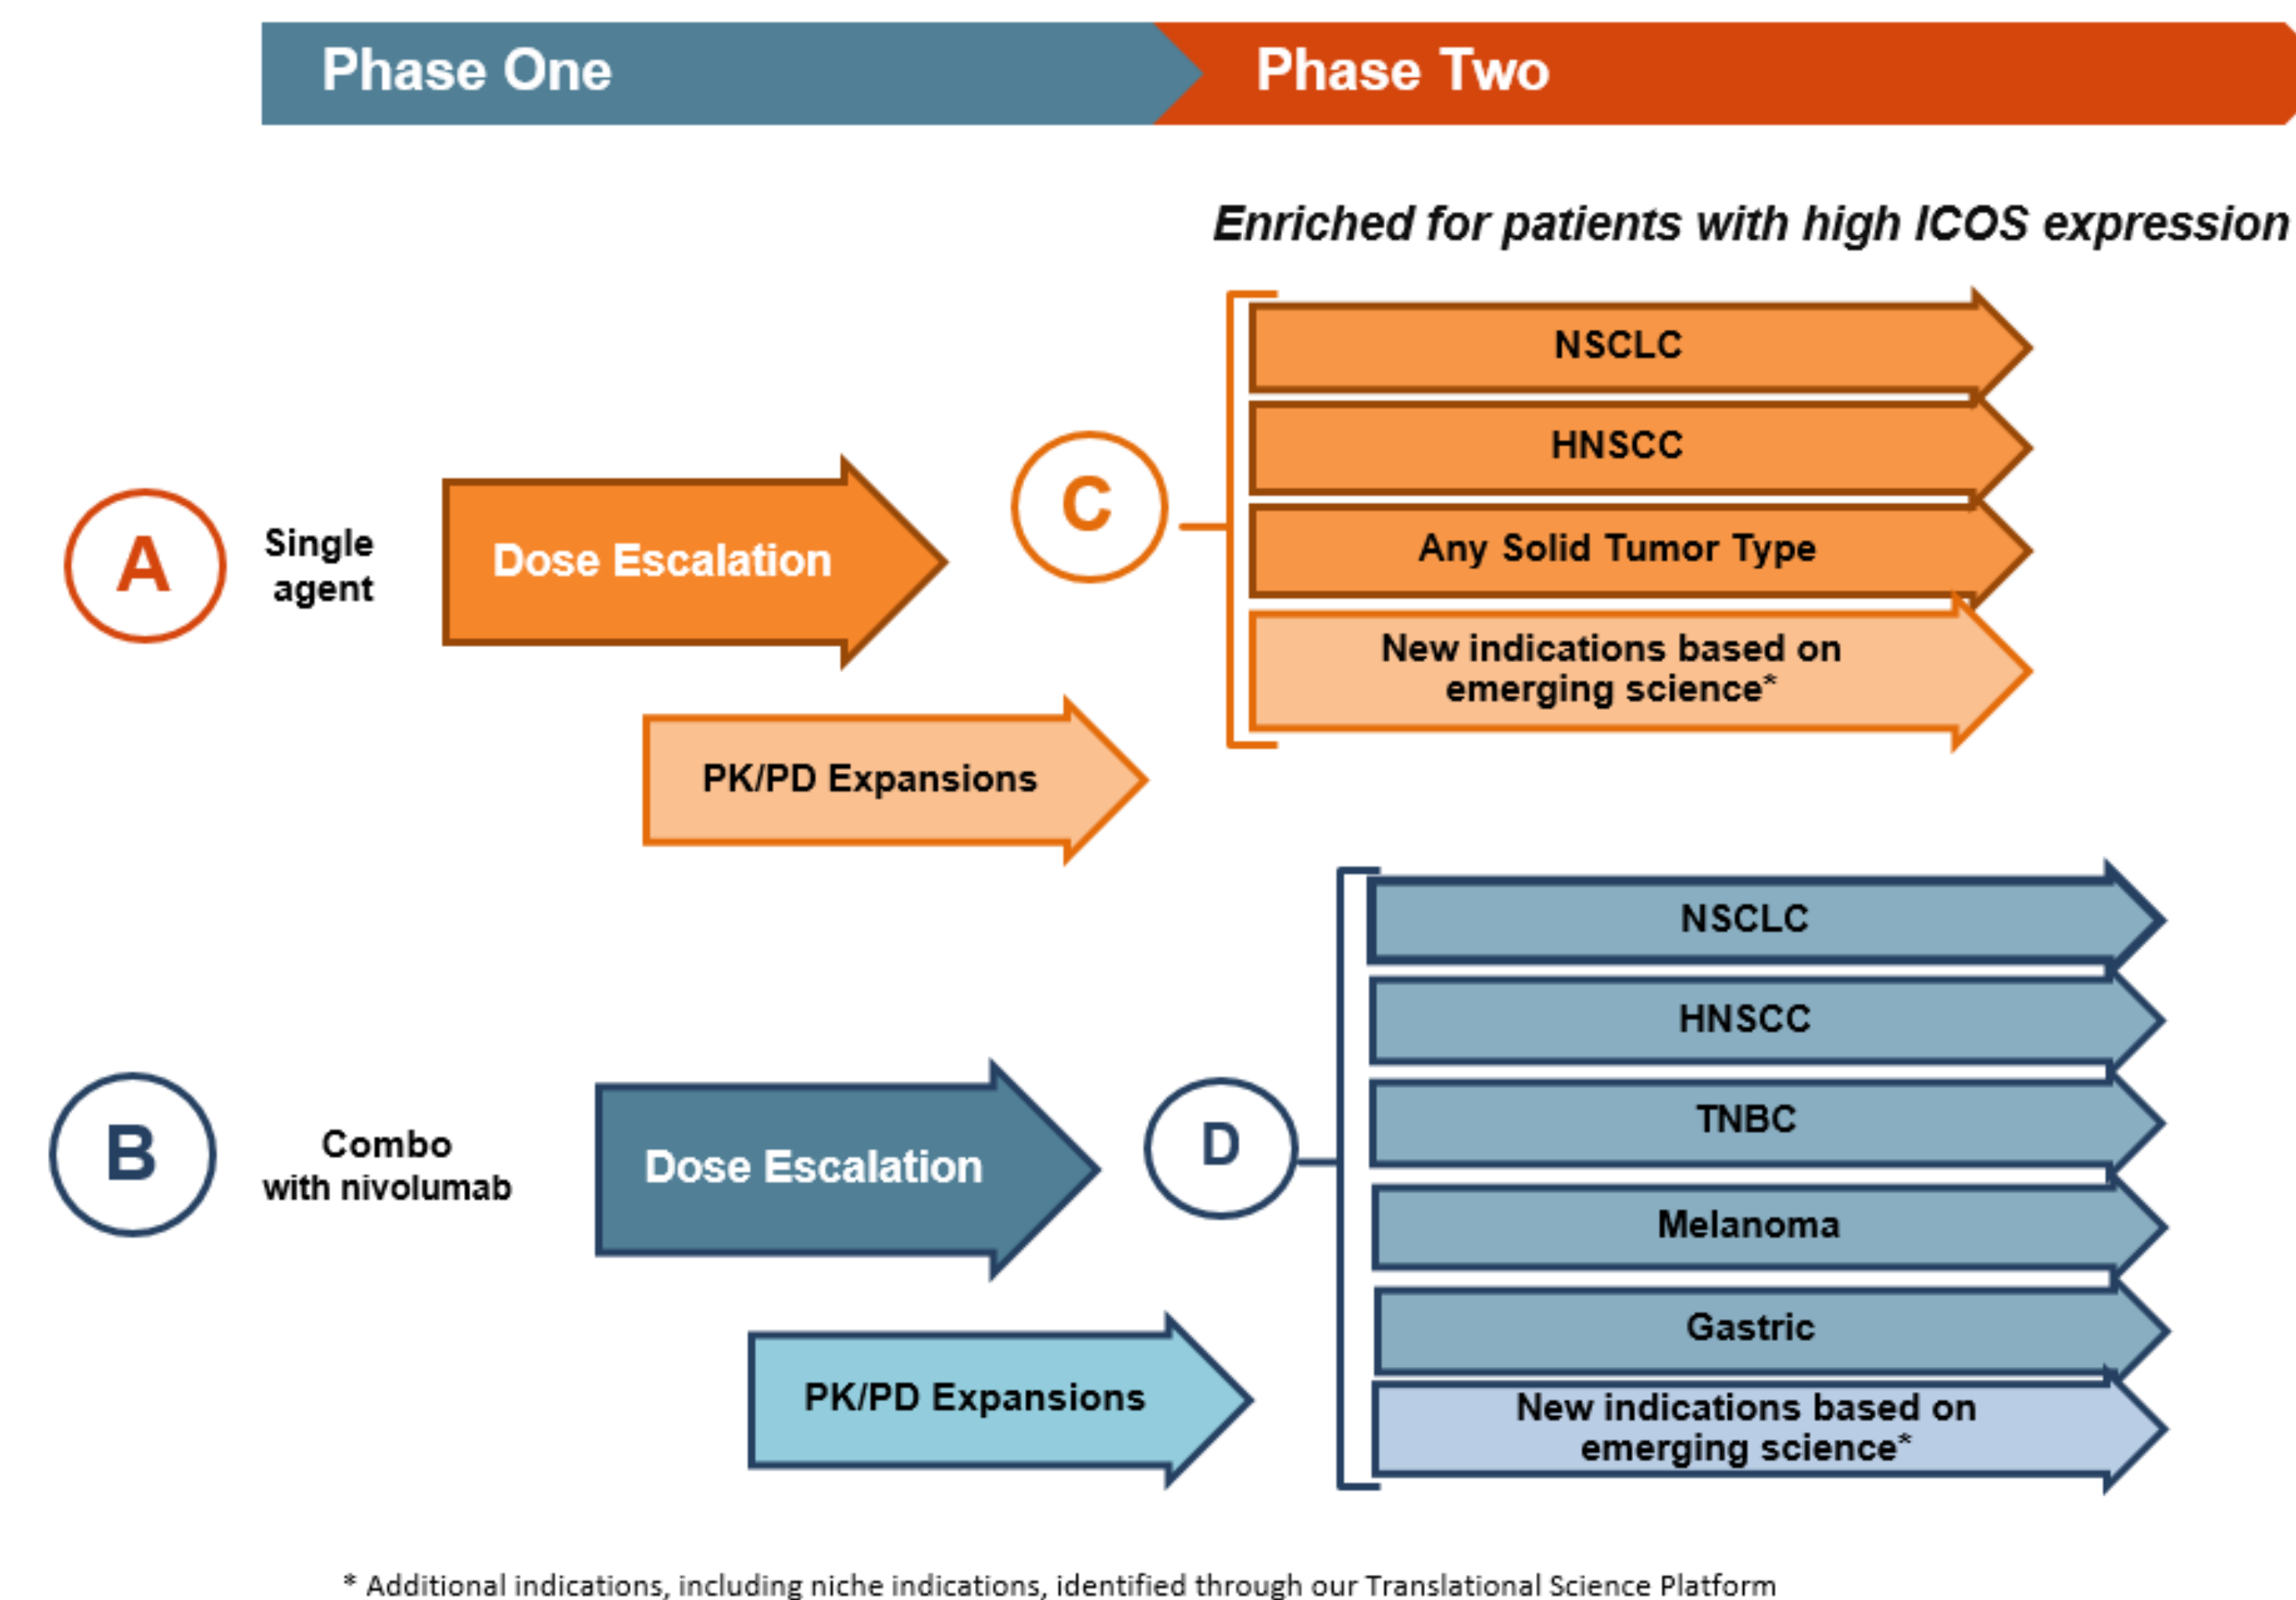 Phase One
Phase Two
Enriched for patients with high ICOS expression
NSCLC
HNSCC
C
Any Solid Tumor Type
A
Single
agent
Dose Escalation
New indications based on
emerging science*
PK/PD Expansions
NSCLC
HNSCC
TNBC
B
Combo
with nivolumab
Dose Escalation
D
Melanoma
Gastric
PK/PD Expansions
New indications based on
emerging science*
* Additional indications, including niche indications, identified through our Translational Science Platform